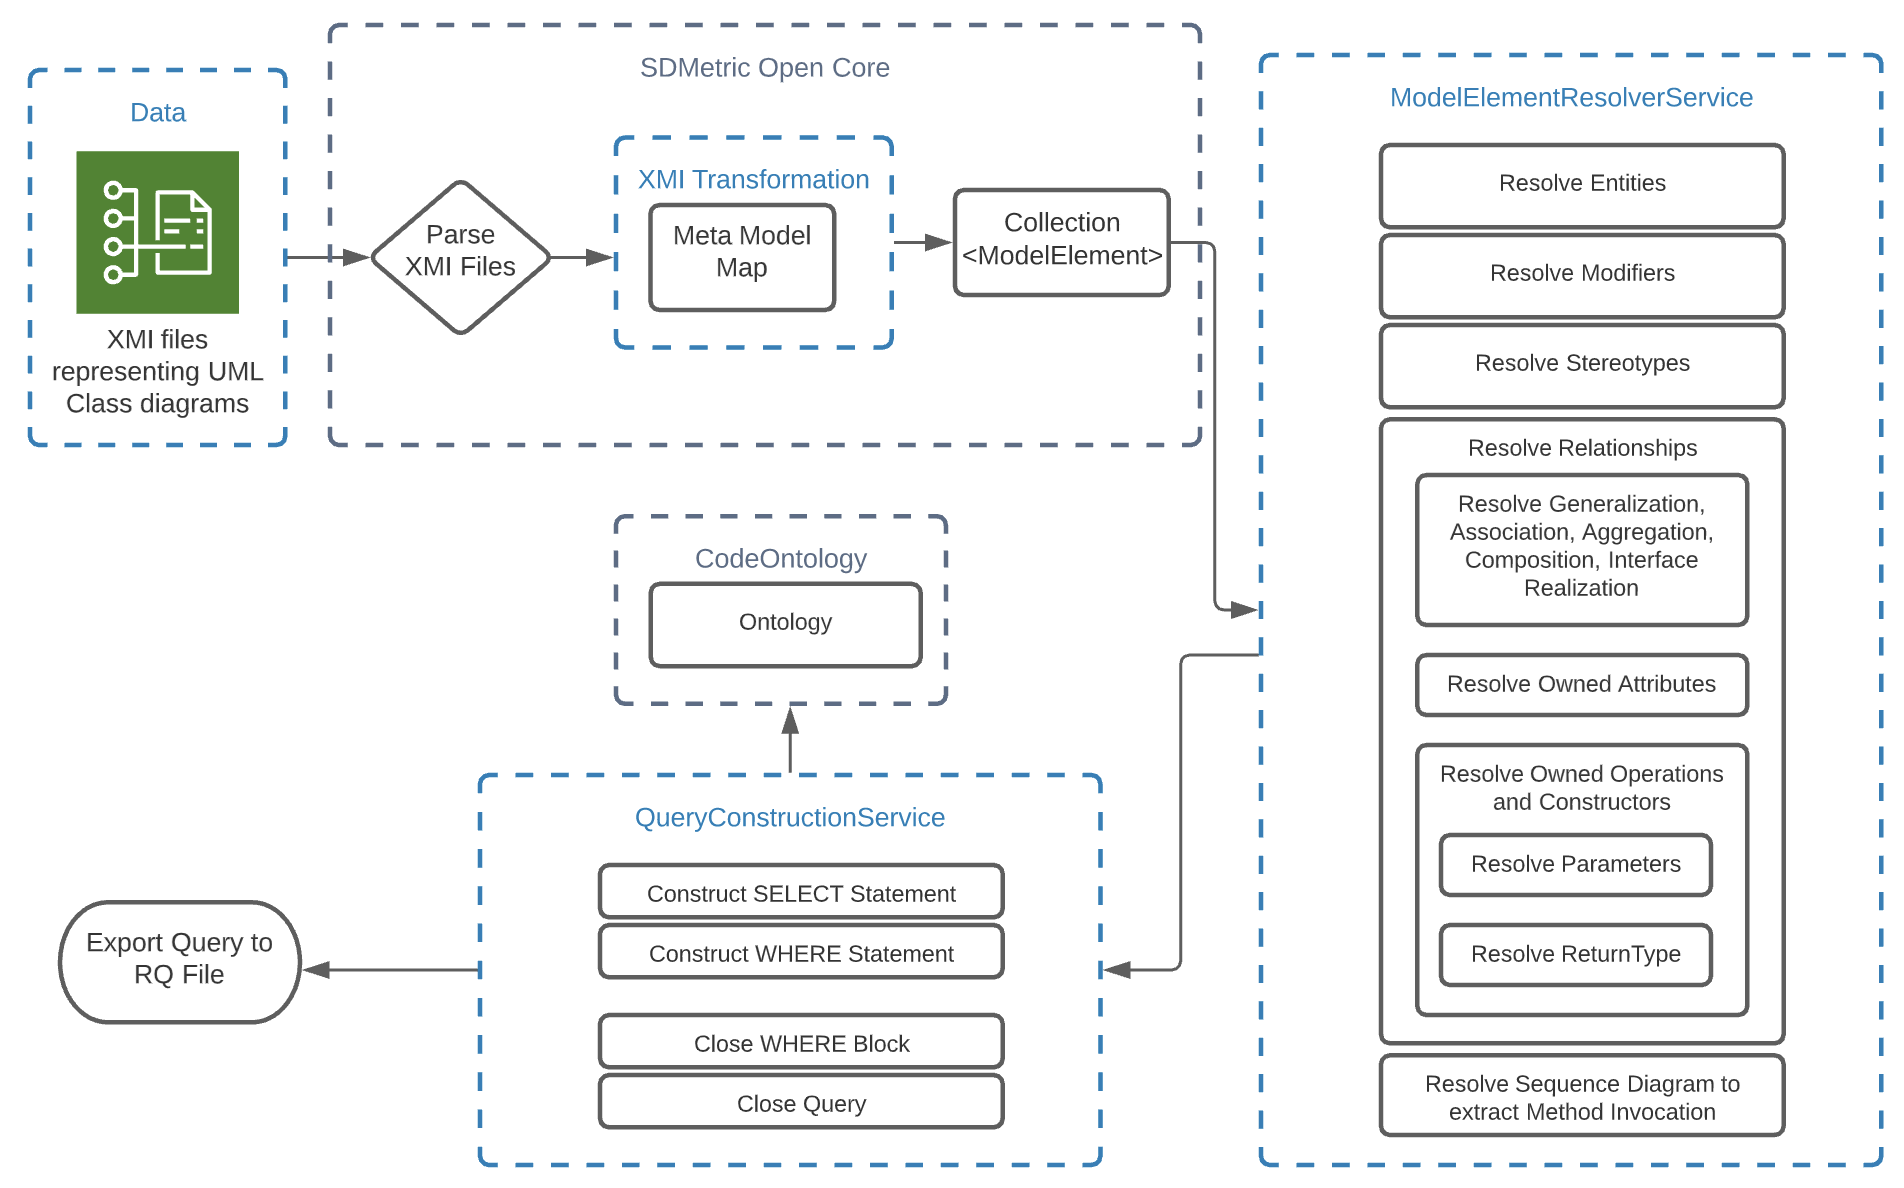 Data
XMI files
representing UML
Class diagrams
SDMetric Open Core
Parse
XMI Files
XMI Transformation
Meta Model
Map
Collection
<ModelElement>
ModelElementResolverService
Resolve Entities
Resolve Modifiers
Resolve Stereotypes
Resolve Relationships
Resolve Generalization,
Association, Aggregation,
Composition, Interface
Realization
Resolve Owned Attributes
Resolve Owned Operations
and Constructors
Resolve Parameters
Resolve ReturnType
Resolve Sequence Diagram to
extract Method Invocation
CodeOntology
Ontology
QueryConstructionService
Construct SELECT Statement
Construct WHERE Statement
Close WHERE Block
Close Query
Export Query to
RQ File